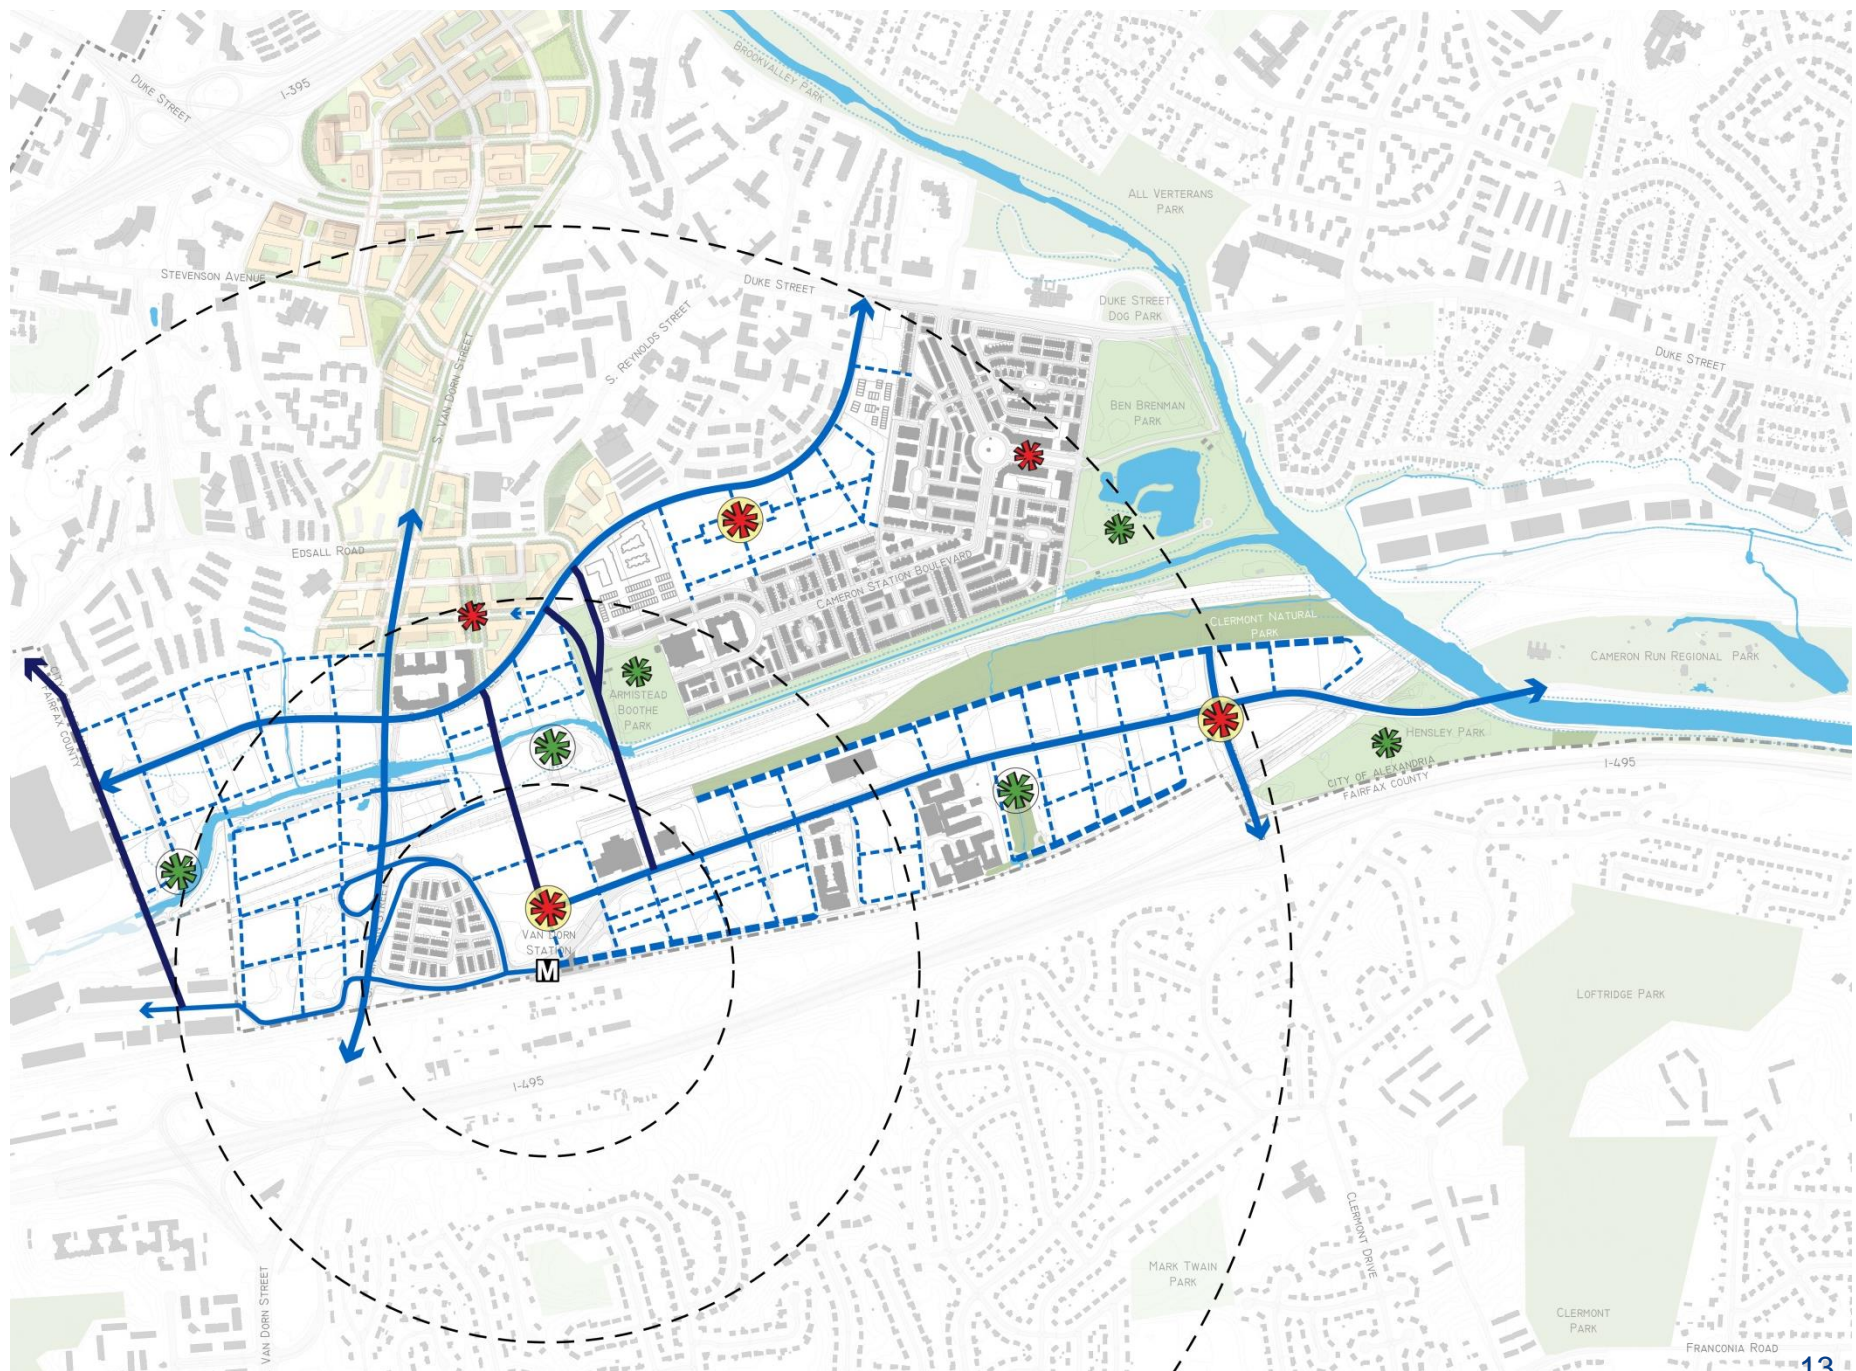 BROOKVALLEY PARK
DUKE STREET
I-395
ALL VERTERANS
PARK
STEVENSON AVENUE
DUKE STREET
DUKE STREET
DOG PARK
S. VAN DORN STREET
S. REYNOLDS STREET
DUKE STREET
BEN BRENMAN
PARK
EDSALL ROAD
CAMERON STATION BOULEVARD
CLERMONT NATURAL
PARK
CAMERON RUN REGIONAL PARK
FAIRFAX COUNTY
ARMISTEAD
BOOTHE
PARK
HENSLEY PARK
CITY OF ALEXANDRIA
FAIRFAX COUNTY
I-495
VAN DORN
STATION
M
LOFTRIDGE PARK
I-495
CLERMONT DRIVE
MARK TWAIN
PARK
VAN DORN STREET
CLERMONT
PARK
FRANCONIA ROAD
13